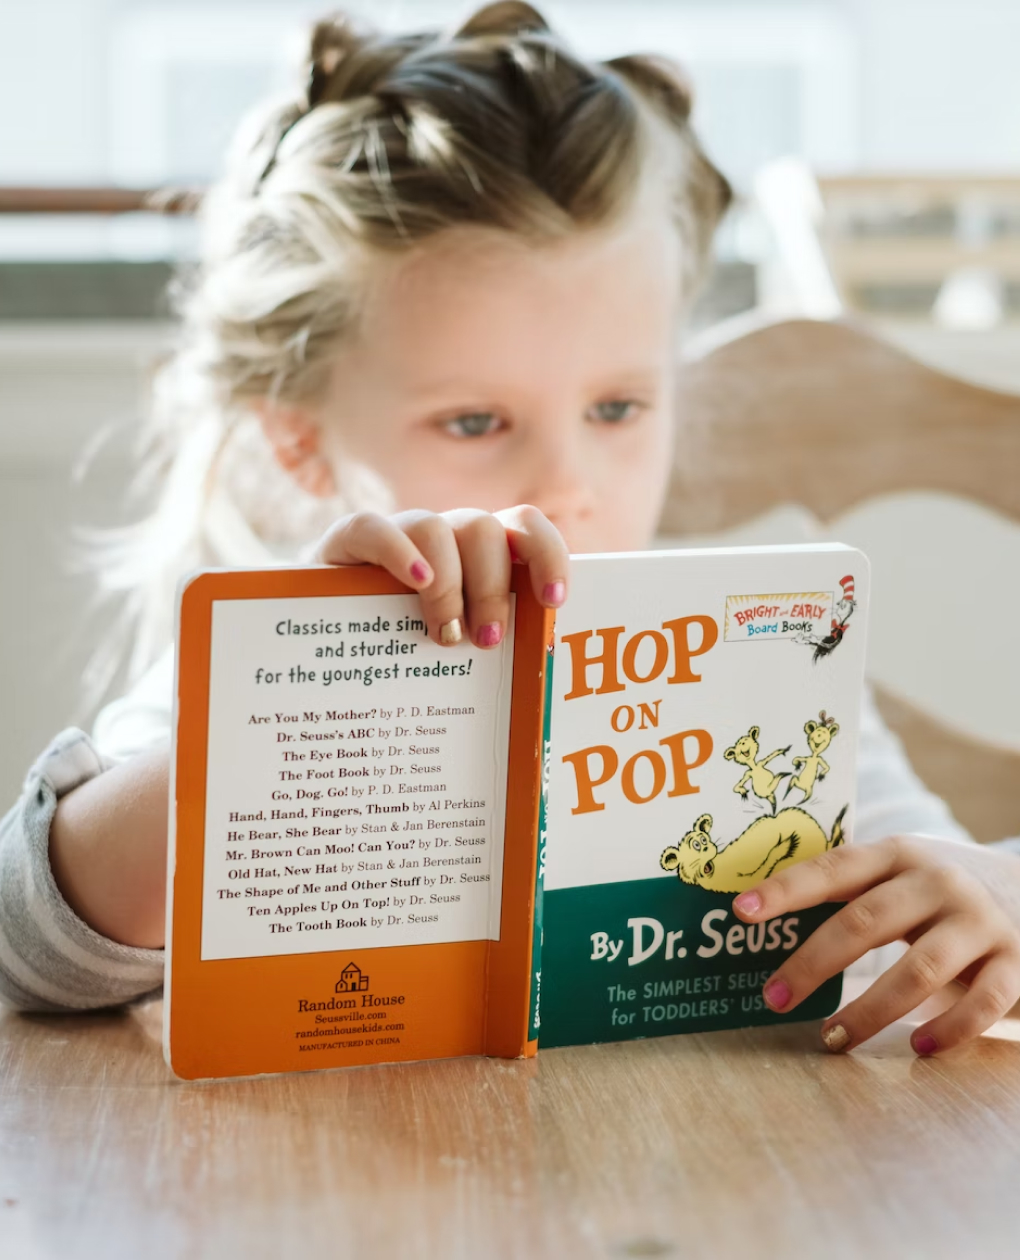 Classics made
and sturdier
for the youngest readers!
Are You My Mother? by P. D. Eastman
Dr. Seuss's ABC by Dr. Seuss
The Eye Book by Dr. Seuss
The Foot Book by Dr. Seuss
Go, Dog. Go! by P. D. Eastman
Hand, Hand, Fingers, Thumb by Al Perkins
He Bear, She Bear by Stan & Jan Berenstain
Mr. Brown Can Moo! Can You? by Dr. Seuss
Old Hat, New Hat by Stan & Jan Berenstain
The Shape of Me and Other Stuff by Dr. Seuss
Ten Apples Up On Top! by Dr. Seuss
The Tooth Book by Dr. Seuss
Random House
Seussville.com
randomhousekids.com
MANUFACTURED IN CHINA
BRIGHT and EARLY
Board Books
HOP
ON
POP
By Dr. Seuss
The SIMPLEST
for TODDLERS'